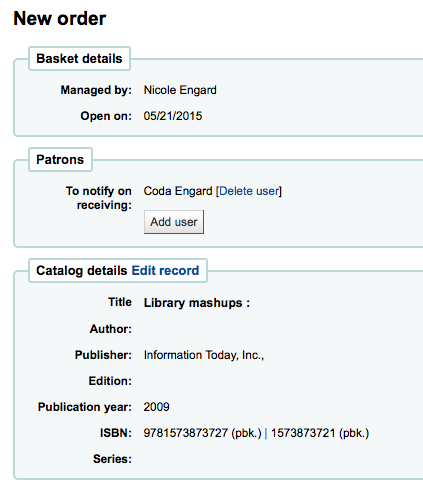 New order
Basket details
Managed by: Nicole Engard
Open on: 05/21/2015
Patrons
To notify on receiving: Coda Engard [Delete user]
Add user
Catalog details Edit record
Title Library mashups :
Author:
Publisher: Information Today, Inc.,
Edition:
Publication year: 2009
ISBN: 9781573873727 (pbk.) | 1573873721 (pbk.)
Series: